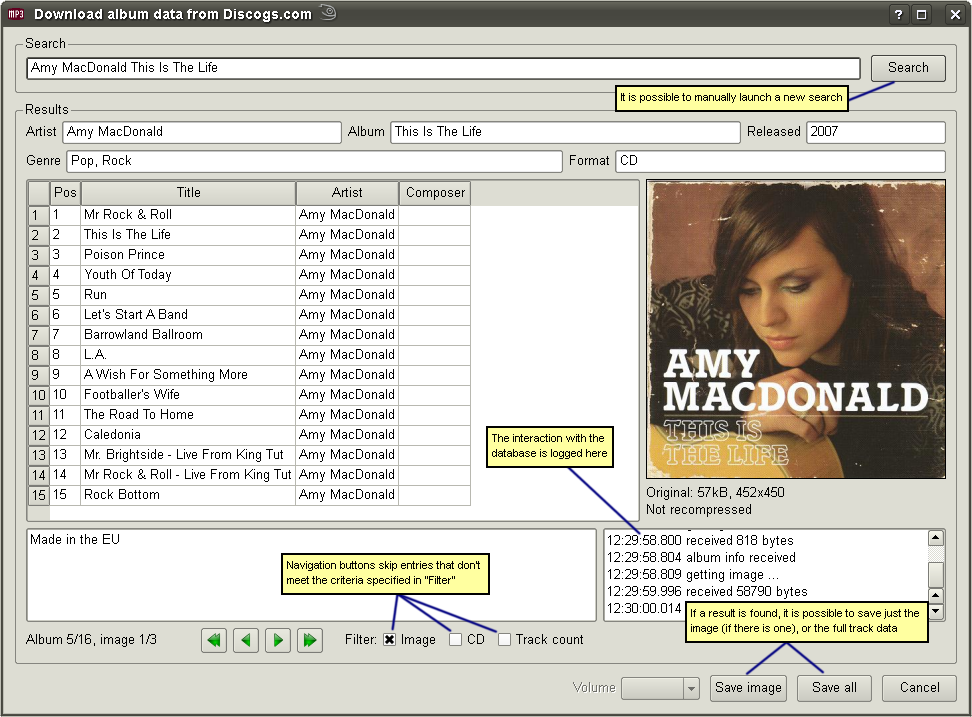 MP3 Download album data from Discogs.com
Search
Amy MacDonald This Is The Life
Search
It is possible to manually launch a new search
Results
Artist Amy MacDonald Album This Is The Life Released 2007
Genre Pop, Rock Format CD
Pos Title Artist Composer
1 1 Mr Rock & Roll Amy MacDonald
2 2 This Is The Life Amy MacDonald
3 3 Poison Prince Amy MacDonald
4 4 Youth Of Today Amy MacDonald
5 5 Run Amy MacDonald
6 6 Let's Start A Band Amy MacDonald
7 7 Barrowland Ballroom Amy MacDonald
8 8 L.A. Amy MacDonald
9 9 A Wish For Something More Amy MacDonald
10 10 Footballer's Wife Amy MacDonald
11 11 The Road To Home Amy MacDonald
12 12 Caledonia Amy MacDonald
13 13 Mr. Brightside - Live From King Tut Amy MacDonald
14 14 Mr Rock & Roll - Live From King Tut Amy MacDonald
15 15 Rock Bottom Amy MacDonald
AMY
MACDONALD
THIS IS
THE LIFE
The interaction with the
database is logged here
Original: 57kB, 452x450
Not recompressed
Made in the EU
12:29:58.800 received 818 bytes
12:29:58.804 album info received
12:29:58.809 getting image ...
12:29:59.996 received 58790 bytes
12:30:00.014
Navigation buttons skip entries that don't
meet the criteria specified in "Filter"
If a result is found, it is possible to save just the
image (if there is one), or the full track data
Album 5/16, image 1/3
Filter: Image CD Track count
Volume Save image Save all Cancel